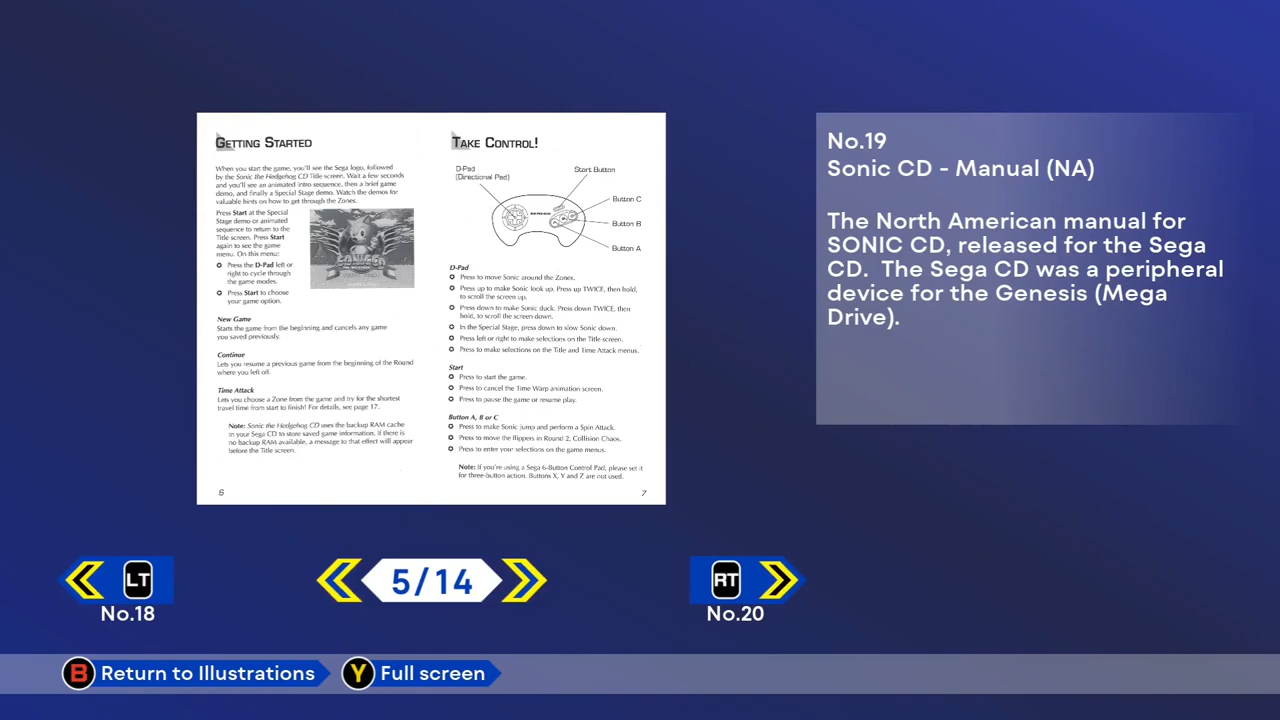 GETTING STARTED
When you start the game, you'll see the Sega logo, followed
by the Sonic the Hedgehog CD Title screen. Wait a few seconds
and you'll see an animated intro sequence, then a brief game
demo, and finally a Special Stage demo. Watch the demos for
valuable hints on how to get through the Zones.
Press Start at the Special
Stage demo or animated
sequence to return to the
Title screen. Press Start
again to see the game
menu. On this menu:
Press the D-Pad left or
right to cycle through
the game modes.
Press Start to choose
your game option.
New Game
Starts the game from the beginning and cancels any game
you saved previously.
Continue
Lets you resume a previous game from the beginning of the Round
where you left off.
Time Attack
Lets you choose a Zone from the game and try for the shortest
travel time from start to finish! For details, see page 17.
Note: Sonic the Hedgehog CD uses the backup RAM cache
in your Sega CD to store saved game information. If there is
no backup RAM available, a message to that effect will appear
before the Title screen.
6
TAKE CONTROL!
D-Pad
(Directional Pad)
Start Button
Button C
Button B
Button A
D-Pad
Press to move Sonic around the Zones.
Press up to make Sonic look up. Press up TWICE, then hold,
to scroll the screen up.
Press down to make Sonic duck. Press down TWICE, then
hold, to scroll the screen down.
In the Special Stage, press down to slow Sonic down.
Press left or right to make selections on the Title screen.
Press to make selections on the Title and Time Attack menus.
Start
Press to start the game.
Press to cancel the Time Warp animation screen.
Press to pause the game or resume play.
Button A, B or C
Press to make Sonic jump and perform a Spin Attack.
Press to move the flippers in Round 2, Collision Chaos.
Press to enter your selections on the game menus.
Note: If you're using a Sega 6-Button Control Pad, please set it
for three-button action. Buttons X, Y and Z are not used.
7
No.19
Sonic CD - Manual (NA)
The North American manual for
SONIC CD, released for the Sega
CD. The Sega CD was a peripheral
device for the Genesis (Mega
Drive).
LT
No.18
5/14
RT
No.20
B Return to Illustrations
Y Full screen